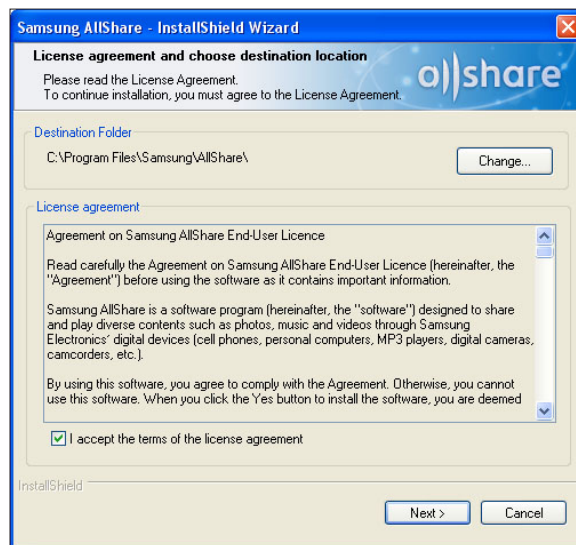 Samsung AllShare - InstallShield Wizard
License agreement and choose destination location
Please read the License Agreement.
To continue installation, you must agree to the License Agreement.
allshare
Destination Folder
C:\Program Files\Samsung\AllShare\
Change...
License agreement
Agreement on Samsung AllShare End-User Licence
Read carefully the Agreement on Samsung AllShare End-User Licence (hereinafter, the
"Agreement") before using the software as it contains important information.
Samsung AllShare is a software program (hereinafter, the "software") designed to share
and play diverse contents such as photos, music and videos through Samsung
Electronics' digital devices (cell phones, personal computers, MP3 players, digital cameras,
camcorders, etc.).
By using this software, you agree to comply with the Agreement. Otherwise, you cannot
use this software. When you click the Yes button to install the software, you are deemed
I accept the terms of the license agreement
InstallShield
Next >
Cancel